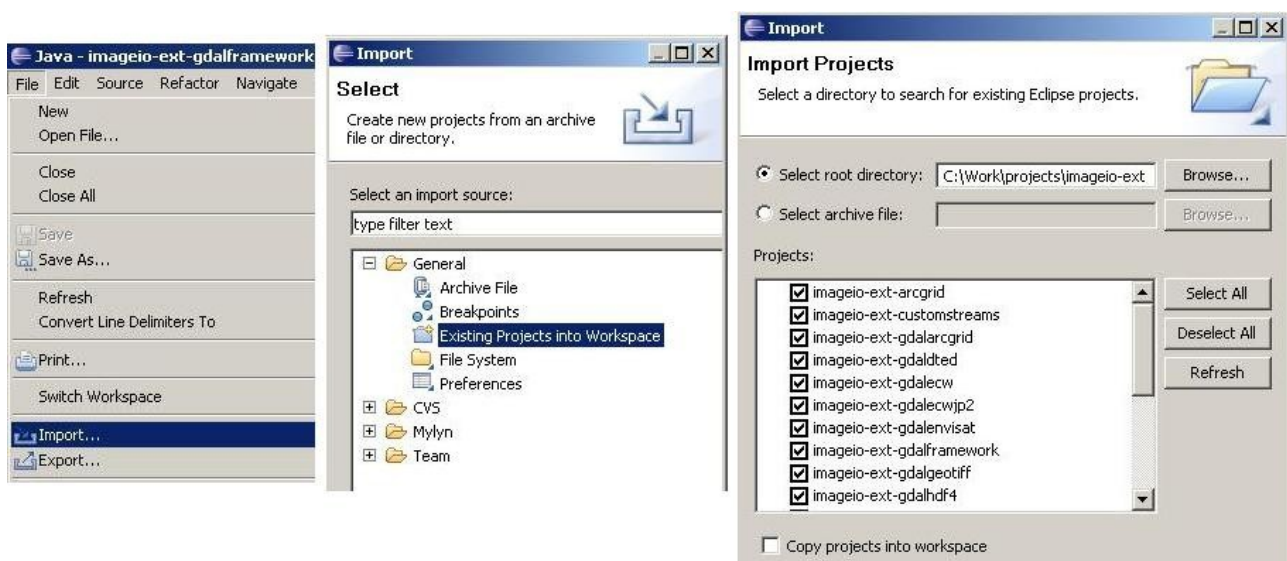 Java - imageio-ext-gdalframework
File Edit Source Refactor Navigate
New
Open File...
Close
Close All
Save
Save As...
Refresh
Convert Line Delimiters To
Print...
Switch Workspace
Import...
Export...
Import
Select
Create new projects from an archive
file or directory.
Select an import source:
type filter text
General
Archive File
Breakpoints
Existing Projects into Workspace
File System
Preferences
CVS
Mylyn
Team
Import
Import Projects
Select a directory to search for existing Eclipse projects.
Select root directory: C:\Work\projects\imageio-ext Browse...
Select archive file: Browse...
Projects:
imageio-ext-arcgrid
imageio-ext-customstreams
imageio-ext-gdalarcgrid
imageio-ext-gdaldted
imageio-ext-gdalecw
imageio-ext-gdalecwjp2
imageio-ext-gdalenvisat
imageio-ext-gdalframework
imageio-ext-gdalgeotiff
imageio-ext-gdalhdf4
Select All
Deselect All
Refresh
Copy projects into workspace